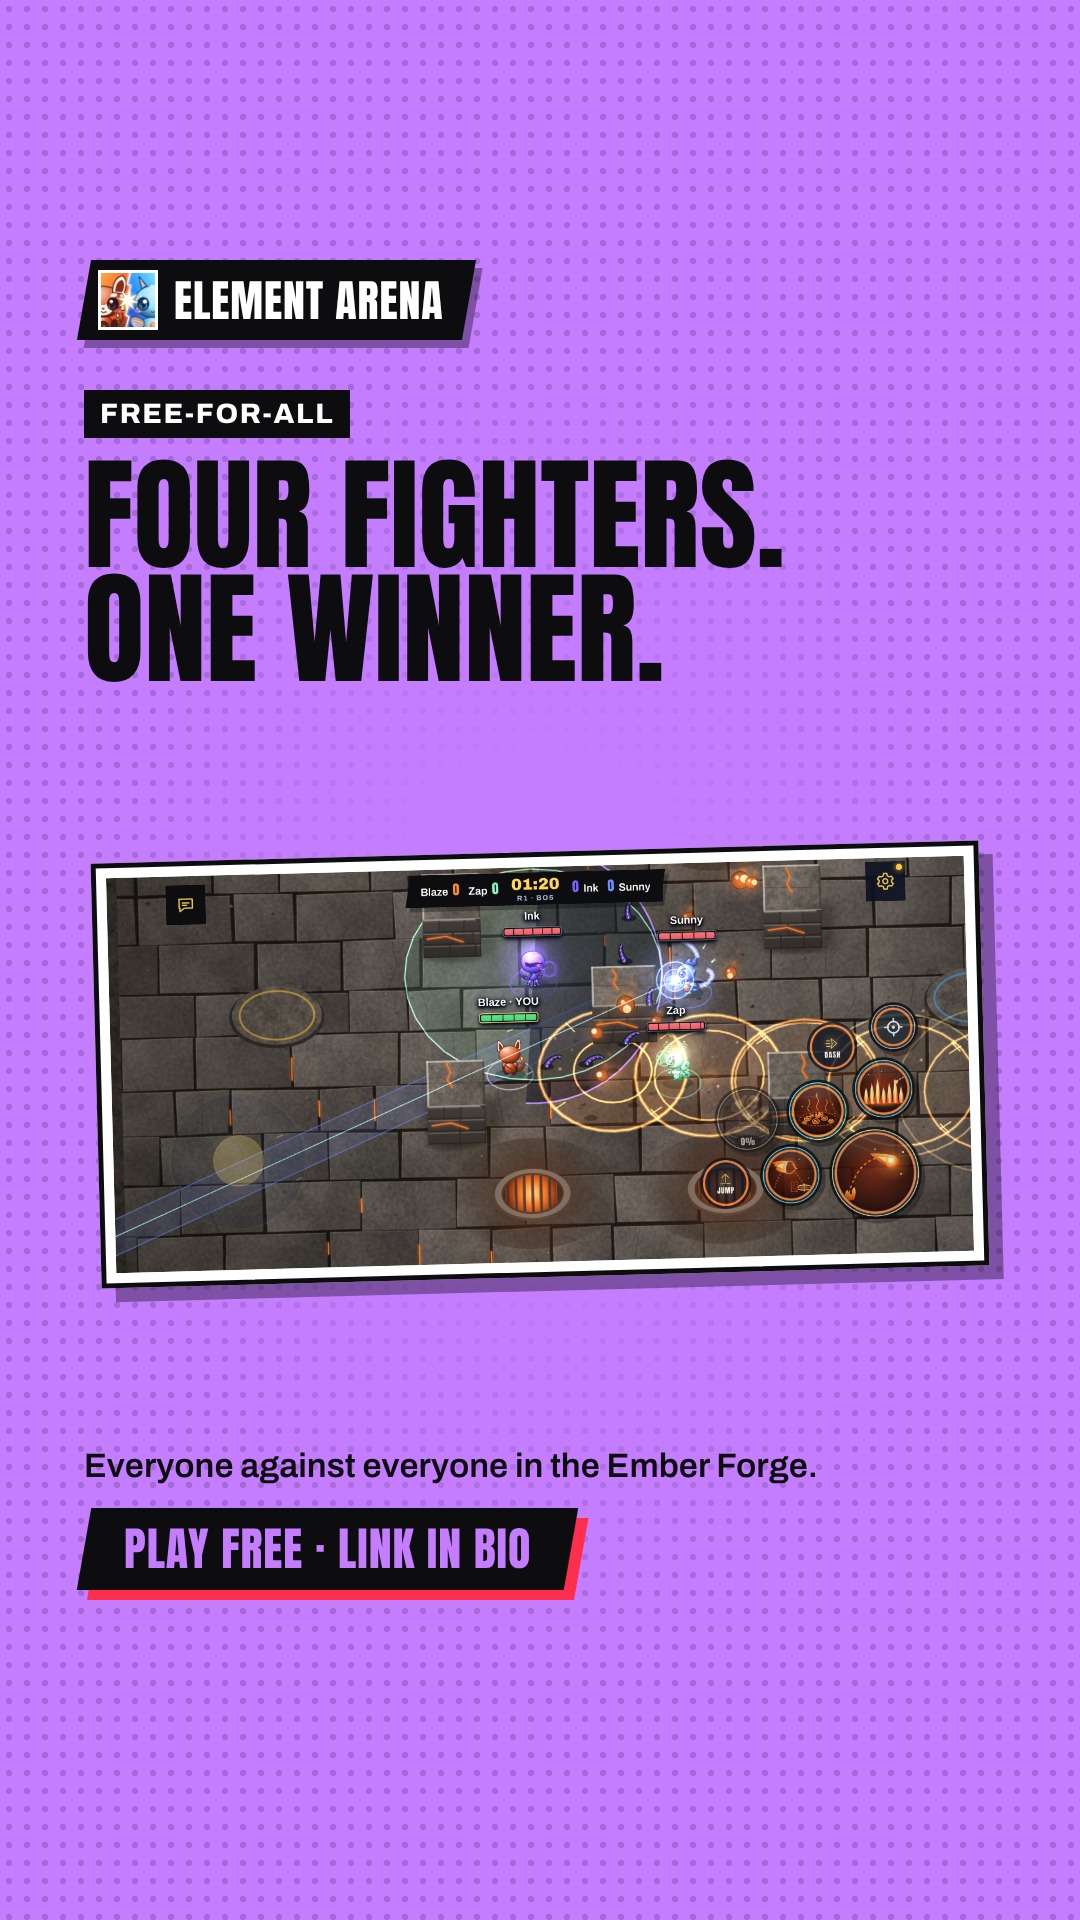 ELEMENT ARENA
FREE-FOR-ALL
FOUR FIGHTERS.
ONE WINNER.
Blaze 0 Zap 0 01:20 0 Ink 0 Sunny
R1 · BO5
Ink
Sunny
Blaze · YOU
Zap
DASH
0%
JUMP
Everyone against everyone in the Ember Forge.
PLAY FREE · LINK IN BIO